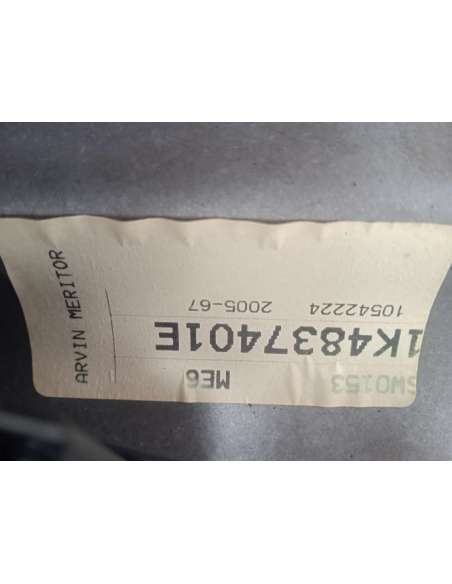 ARVIN MERITOR
SW0153 ME6
1K4837401E
10542224 2005-67